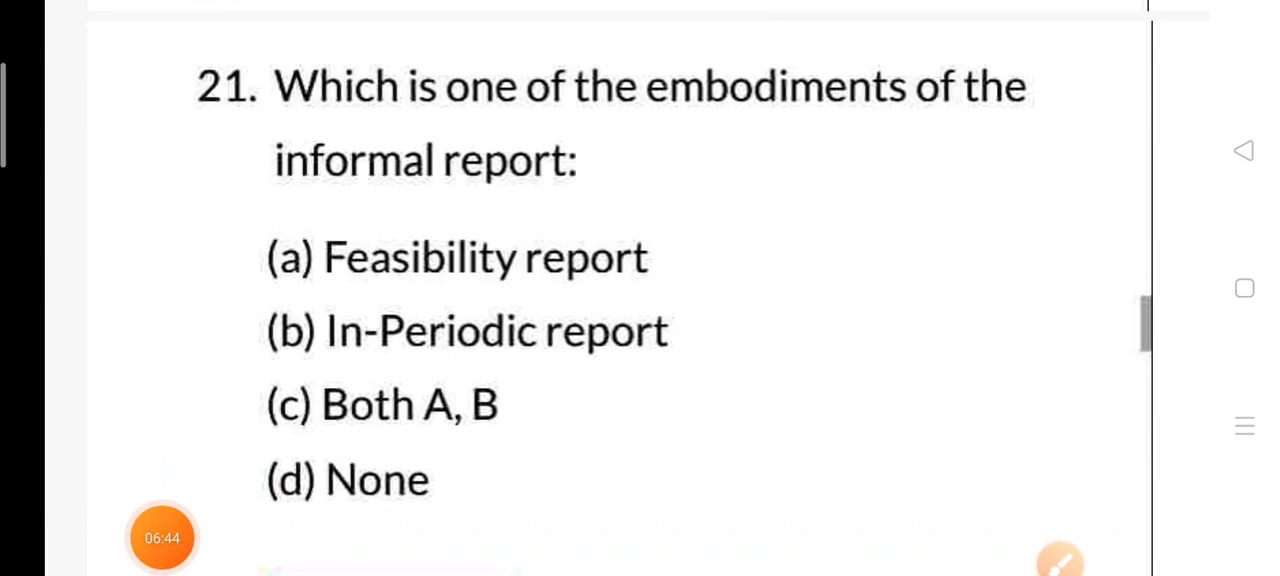 21. Which is one of the embodiments of the
informal report:
(a) Feasibility report
(b) In-Periodic report
(c) Both A, B
(d) None
06:44